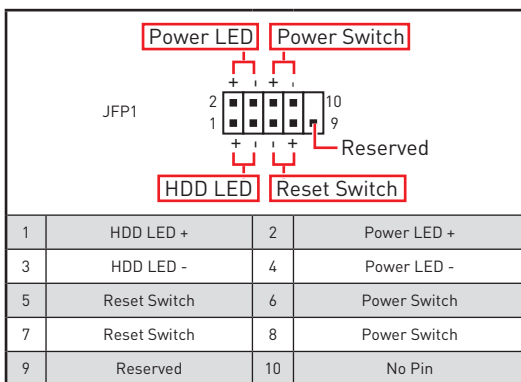 Power LED Power Switch
+ - + -
JFP1
2 10
1 9
+ - - +
Reserved
HDD LED Reset Switch
1 HDD LED + 2 Power LED +
3 HDD LED - 4 Power LED -
5 Reset Switch 6 Power Switch
7 Reset Switch 8 Power Switch
9 Reserved 10 No Pin